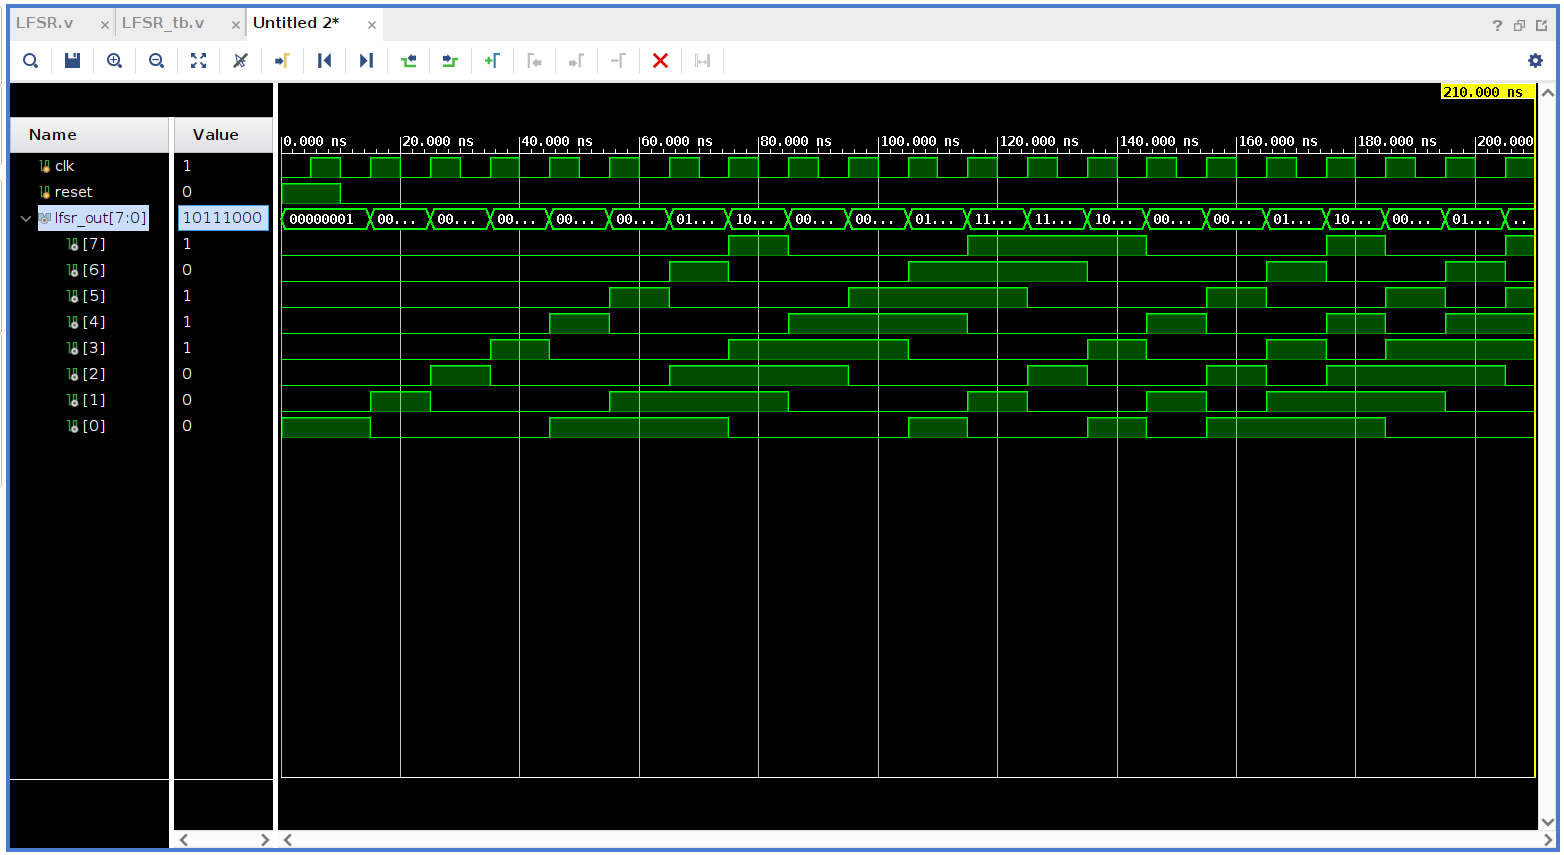 LFSR.v × LFSR_tb.v × Untitled 2* ×
210.000 ns
Name Value
0.000 ns 20.000 ns 40.000 ns 60.000 ns 80.000 ns 100.000 ns 120.000 ns 140.000 ns 160.000 ns 180.000 ns 200.000
clk 1
reset 0
lfsr_out[7:0] 10111000 00000001 00... 00... 00... 00... 00... 01... 10... 00... 00... 01... 11... 11... 10... 00... 00... 01... 10... 00... 01... ..
[7] 1
[6] 0
[5] 1
[4] 1
[3] 1
[2] 0
[1] 0
[0] 0